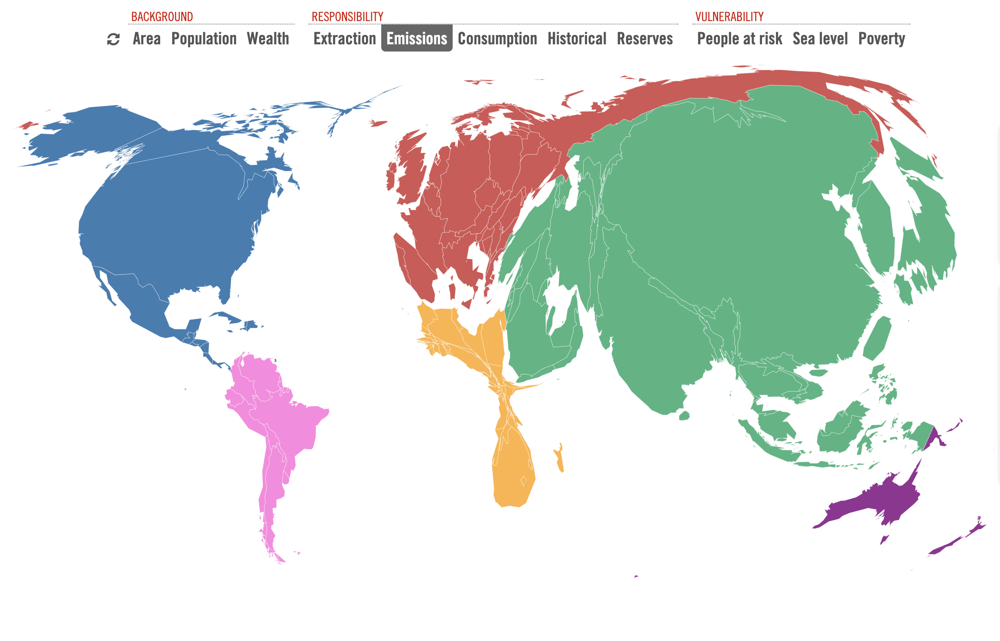 BACKGROUND RESPONSIBILITY VULNERABILITY
Area Population Wealth Extraction Emissions Consumption Historical Reserves People at risk Sea level Poverty